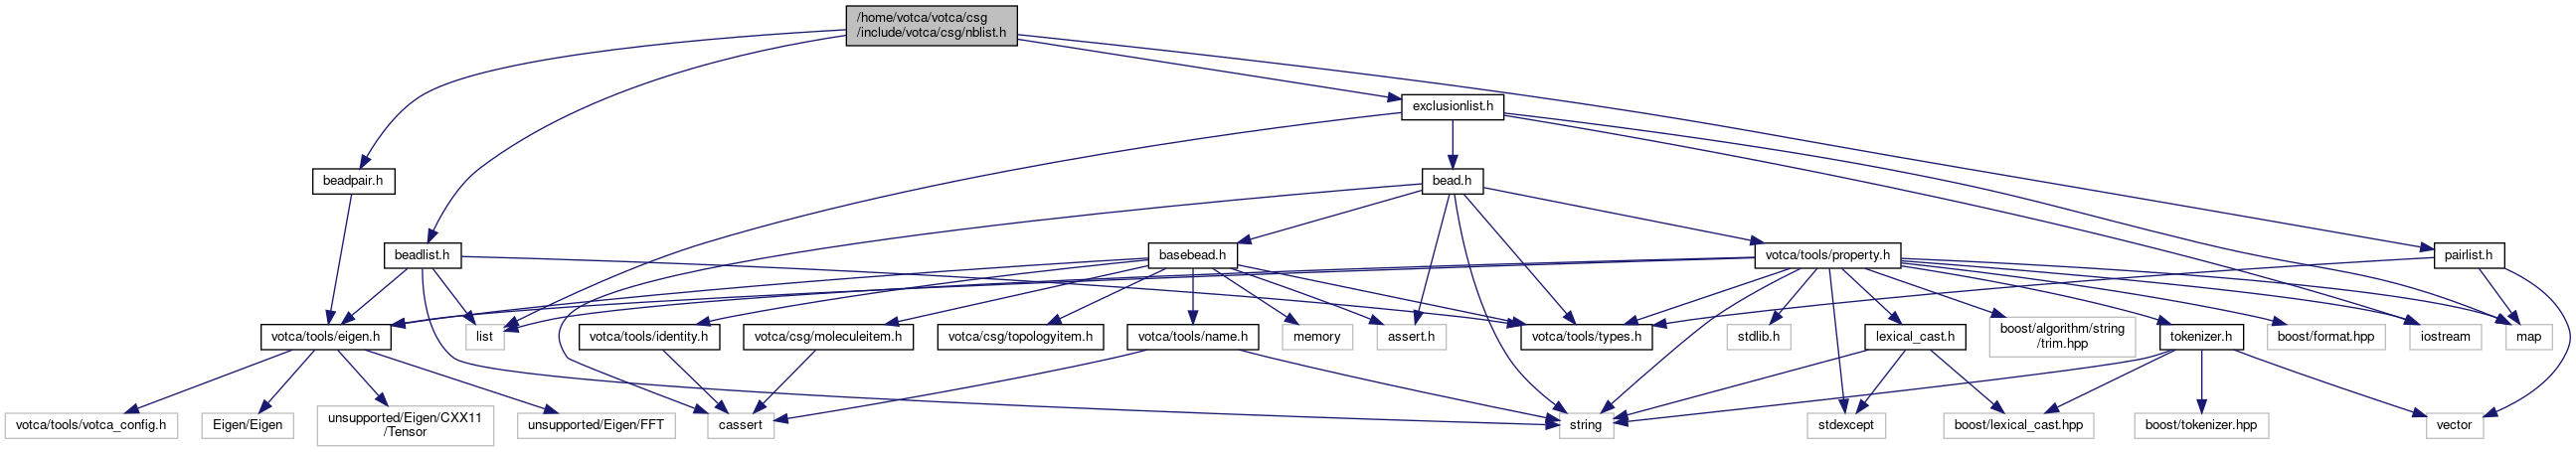 /home/votca/votca/csg
/include/votca/csg/nblist.h
exclusionlist.h
beadpair.h
bead.h
beadlist.h
basebead.h
votca/tools/property.h
pairlist.h
votca/tools/eigen.h
list
votca/tools/identity.h
votca/csg/moleculeitem.h
votca/csg/topologyitem.h
votca/tools/name.h
memory
assert.h
votca/tools/types.h
stdlib.h
lexical_cast.h
boost/algorithm/string
/trim.hpp
tokenizer.h
boost/format.hpp
iostream
map
votca/tools/votca_config.h
Eigen/Eigen
unsupported/Eigen/CXX11
/Tensor
unsupported/Eigen/FFT
cassert
string
stdexcept
boost/lexical_cast.hpp
boost/tokenizer.hpp
vector